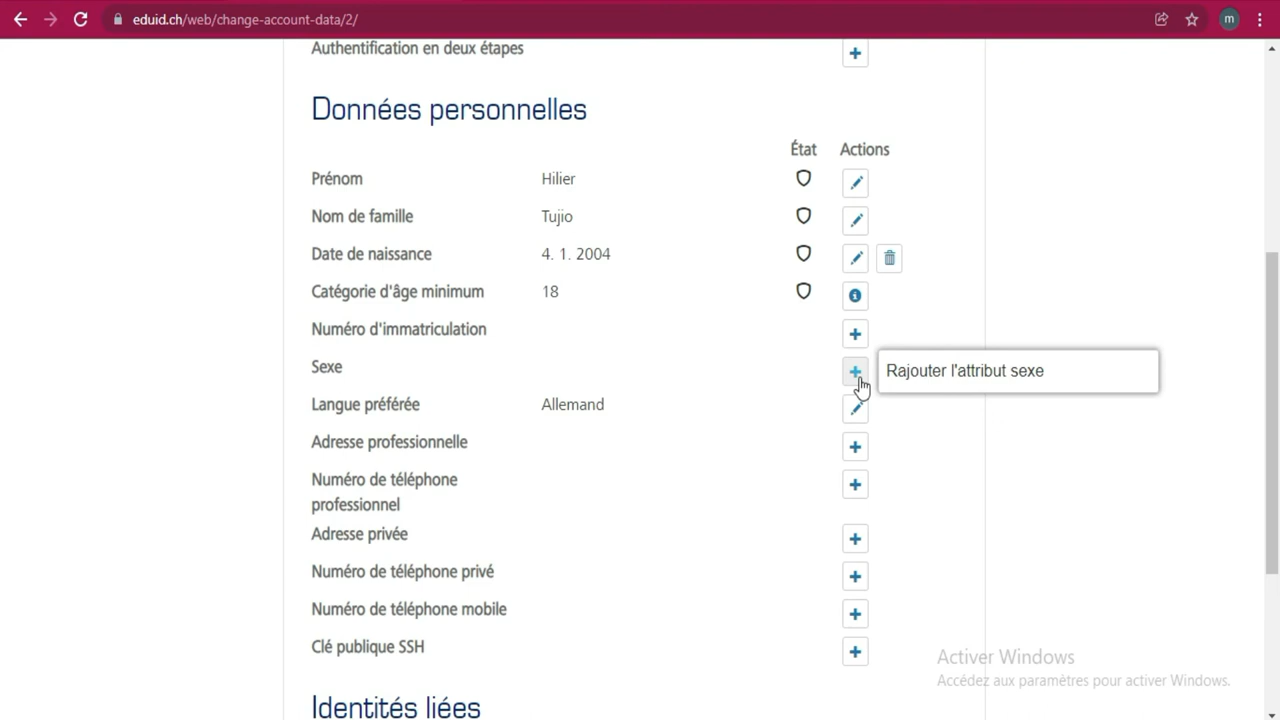 eduid.ch/web/change-account-data/2/
m
Authentification en deux étapes
Données personnelles
État Actions
Prénom Hilier
Nom de famille Tujio
Date de naissance 4. 1. 2004
Catégorie d'âge minimum 18
Numéro d'immatriculation
Sexe
Rajouter l'attribut sexe
Langue préférée Allemand
Adresse professionnelle
Numéro de téléphone
professionnel
Adresse privée
Numéro de téléphone privé
Numéro de téléphone mobile
Clé publique SSH
Activer Windows
Accédez aux paramètres pour activer Windows.
Identités liées